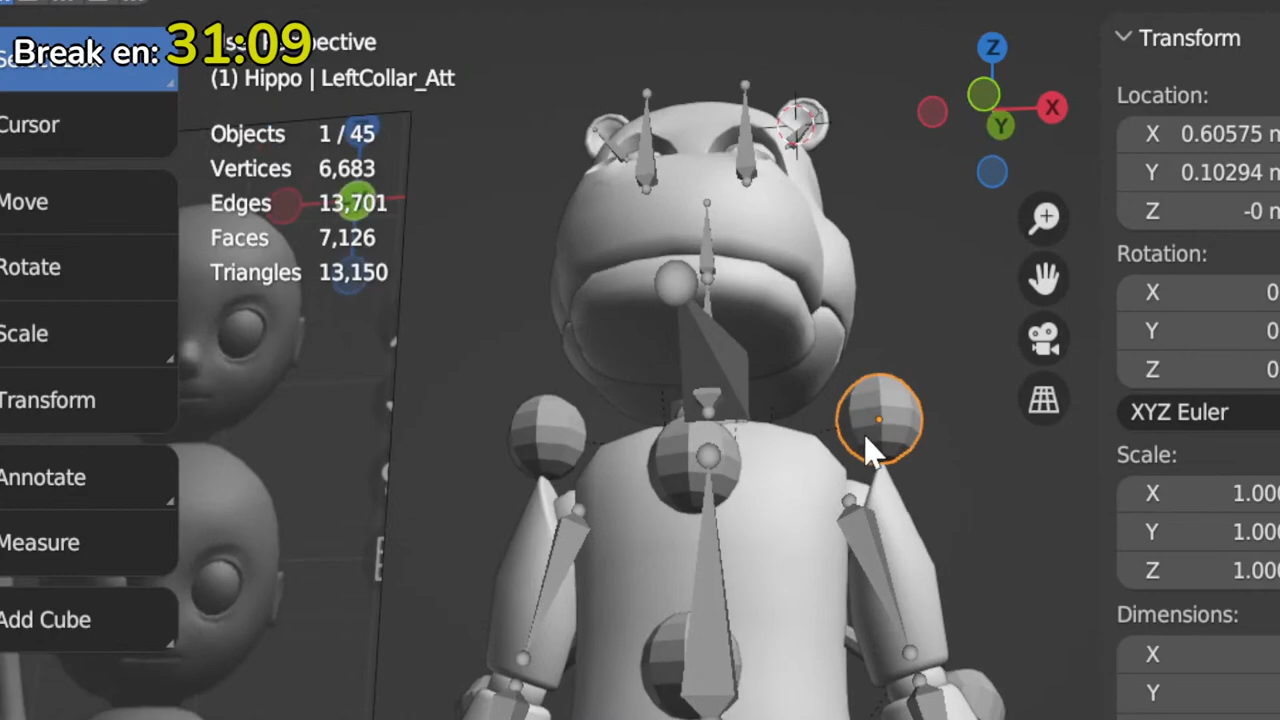 Break en: 31:09
(1) Hippo | LeftCollar_Att
Objects 1 / 45
Vertices 6,683
Edges 13,701
Faces 7,126
Triangles 13,150
Cursor
Move
Rotate
Scale
Transform
Annotate
Measure
Add Cube
Z
X
Y
Transform
Location:
X 0.60575
Y 0.10294
Z -0
Rotation:
X 0
Y 0
Z 0
XYZ Euler
Scale:
X 1.000
Y 1.000
Z 1.000
Dimensions:
X
Y